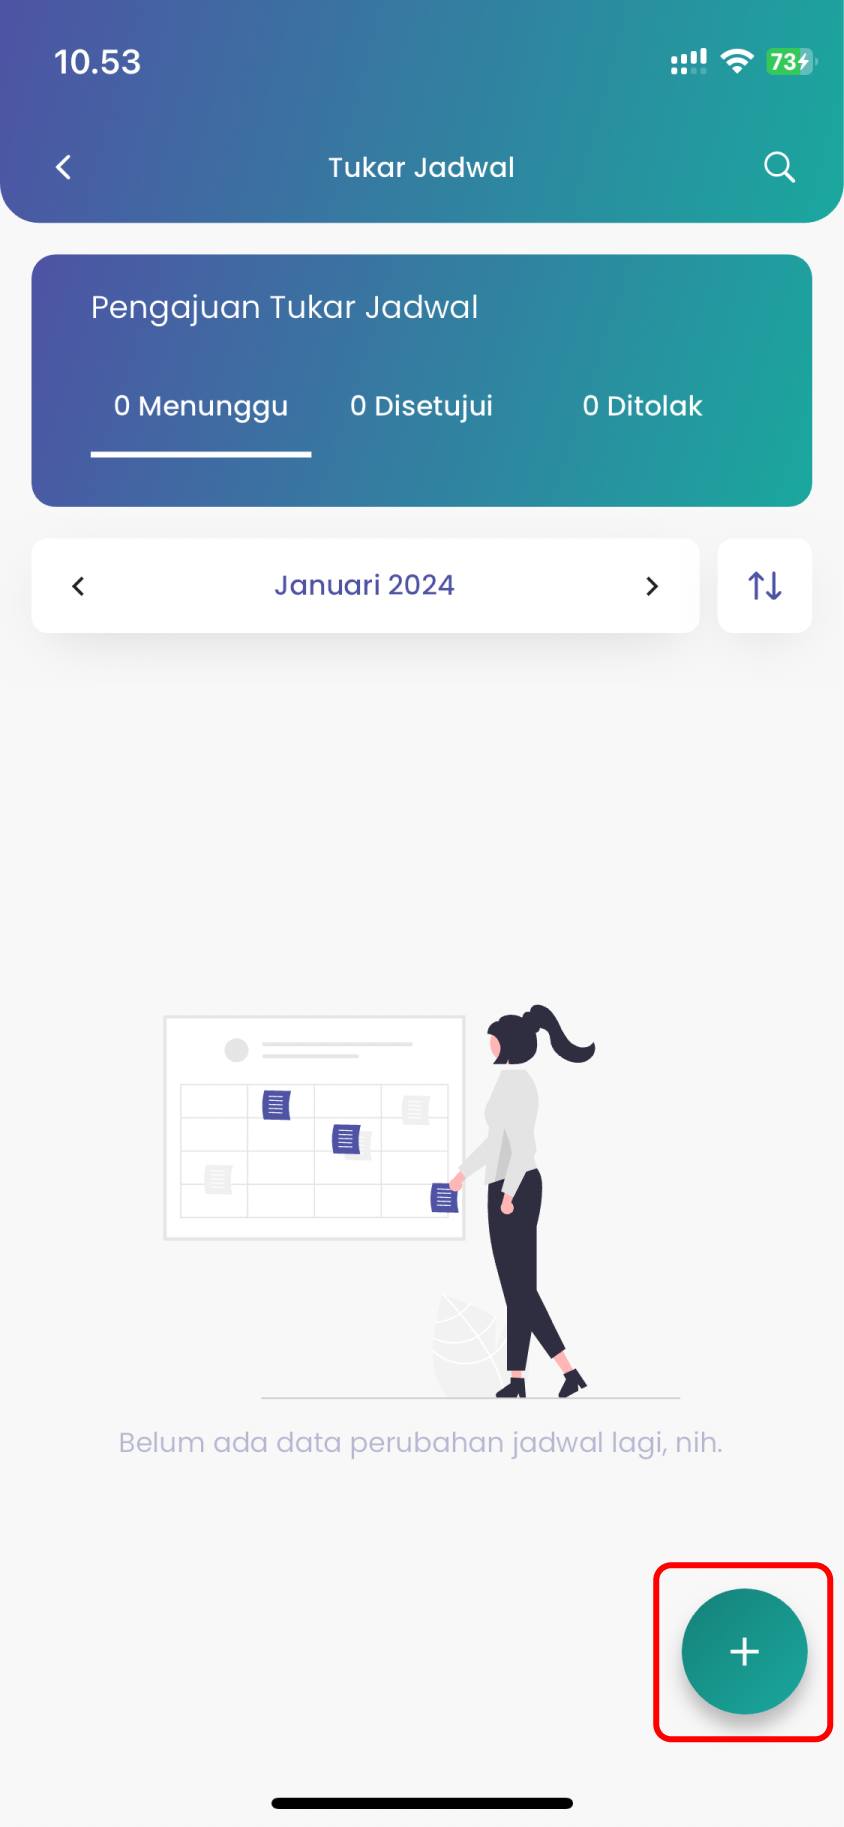 10.53
73
Tukar Jadwal
Pengajuan Tukar Jadwal
0 Menunggu 0 Disetujui 0 Ditolak
Januari 2024
Belum ada data perubahan jadwal lagi, nih.
+